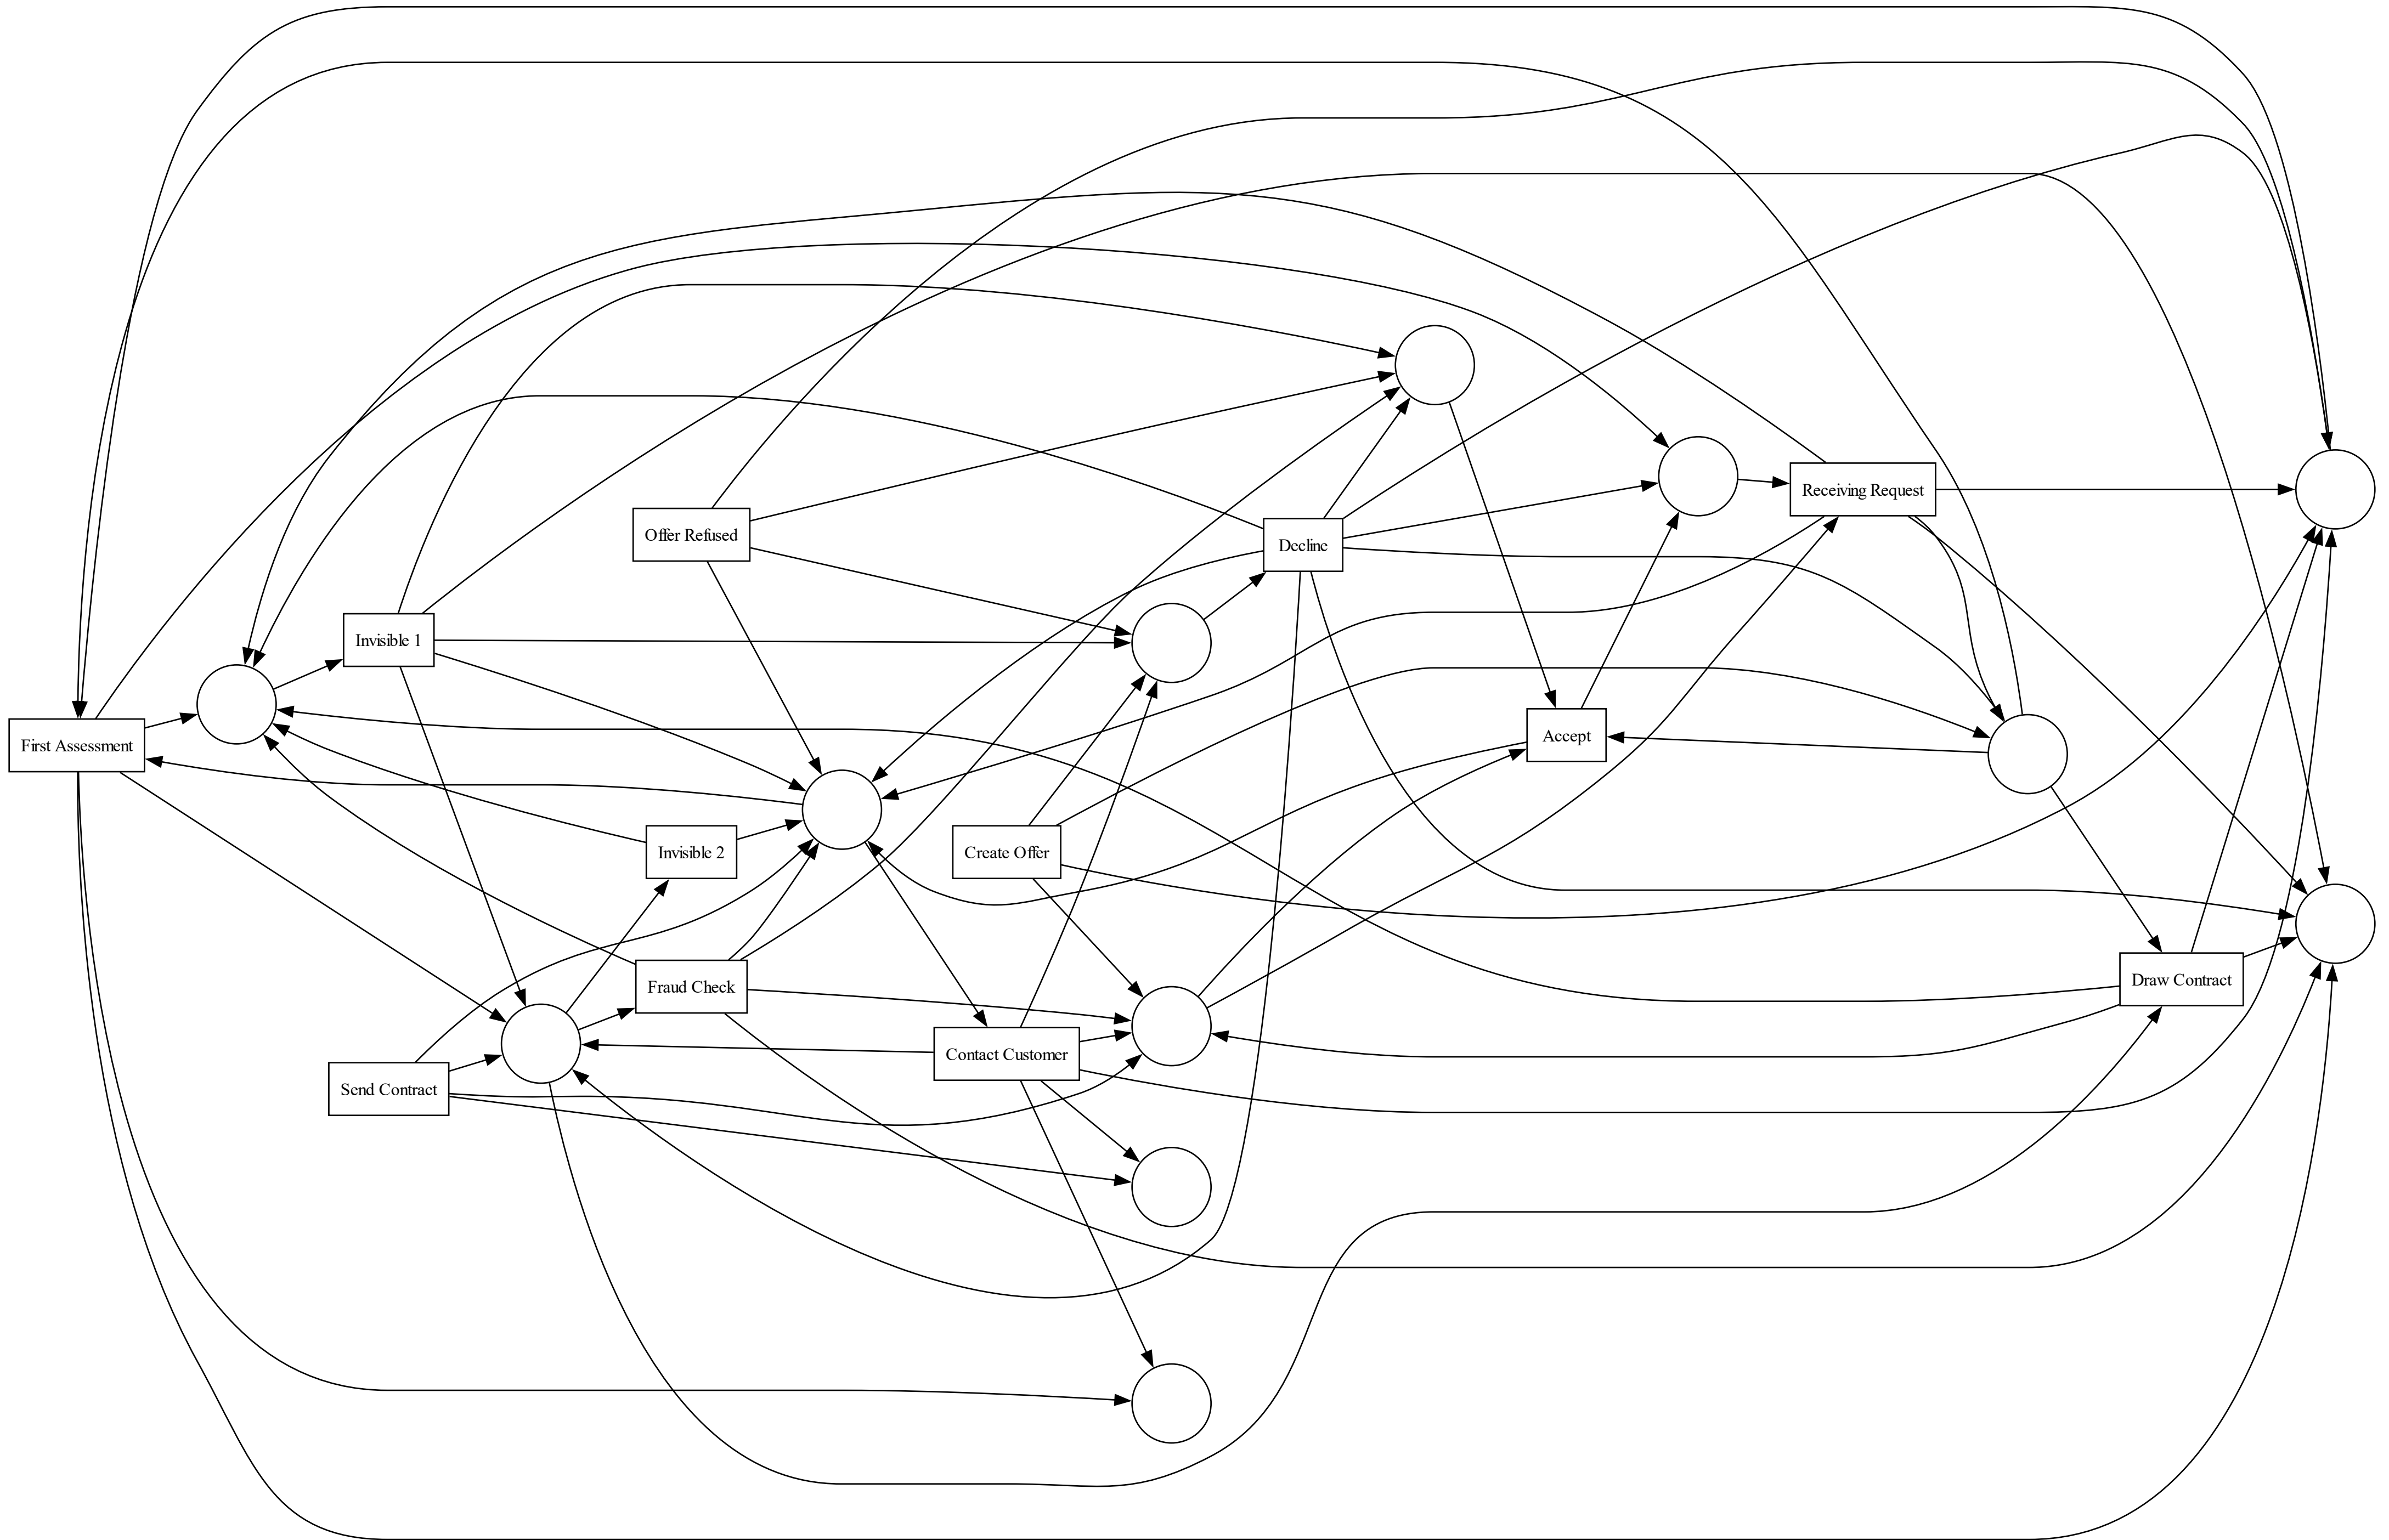 Receiving Request
Offer Refused
Decline
Invisible 1
Accept
First Assessment
Invisible 2
Create Offer
Draw Contract
Fraud Check
Contact Customer
Send Contract